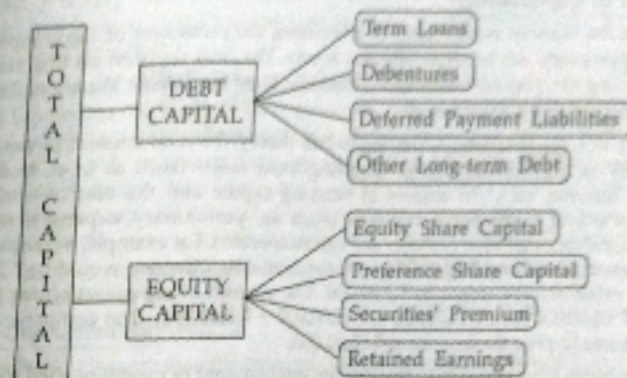 TOTAL CAPITAL
DEBT
CAPITAL
Term Loans
Debentures
Deferred Payment Liabilities
Other Long-term Debt
EQUITY
CAPITAL
Equity Share Capital
Preference Share Capital
Securities' Premium
Retained Earnings